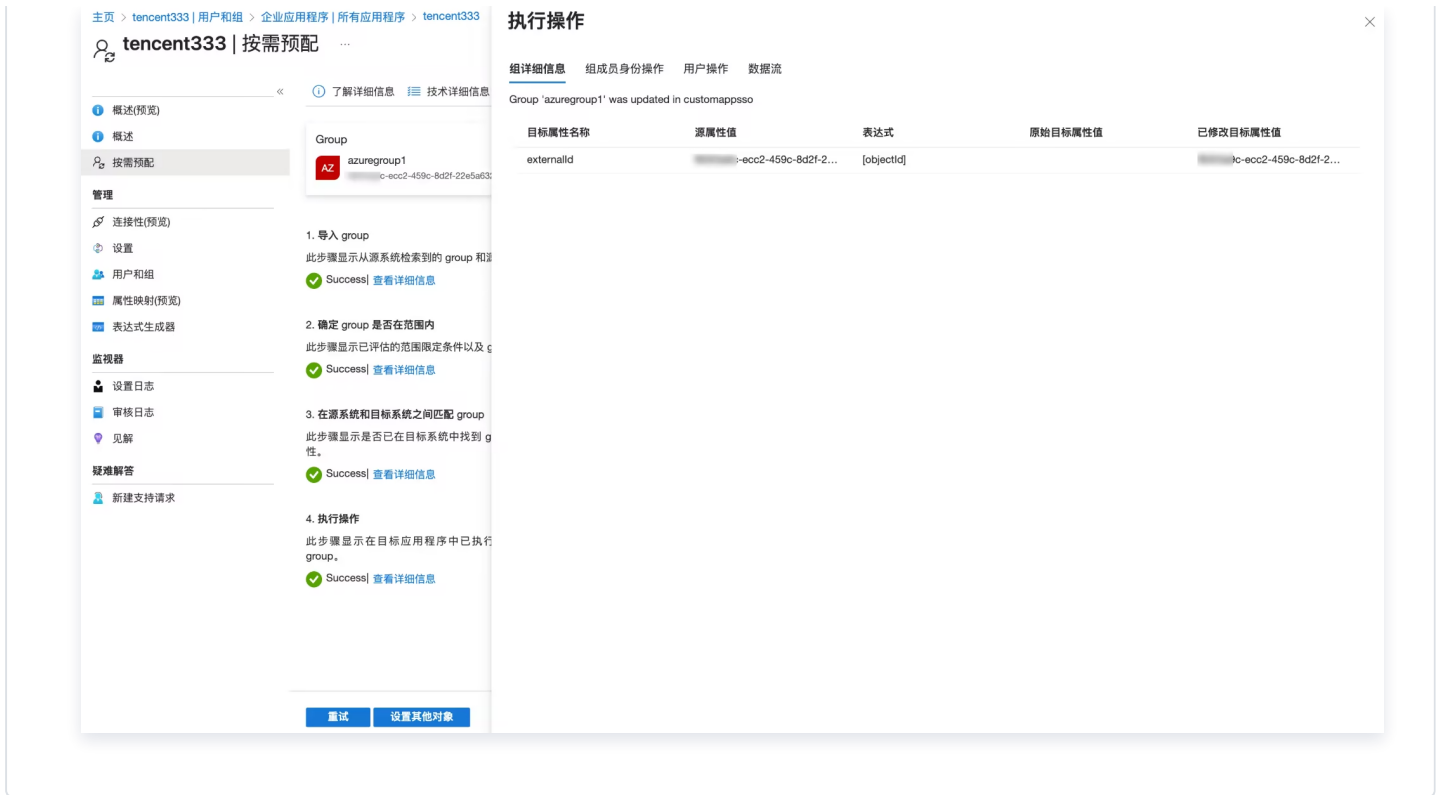 主页 > tencent333 | 用户和组 > 企业应用程序 | 所有应用程序 > tencent333
tencent333 | 按需预配 ...
«
概述(预览)
概述
按需预配
管理
连接性(预览)
设置
用户和组
属性映射(预览)
表达式生成器
监视器
设置日志
审核日志
见解
疑难解答
新建支持请求
了解详细信息 技术详细信息
Group
AZ
azuregroup1
c-ecc2-459c-8d2f-22e5a632
1. 导入 group
此步骤显示从源系统检索到的 group 和源
Success| 查看详细信息
2. 确定 group 是否在范围内
此步骤显示已评估的范围限定条件以及 g
Success| 查看详细信息
3. 在源系统和目标系统之间匹配 group
此步骤显示是否已在目标系统中找到 g
性。
Success| 查看详细信息
4. 执行操作
此步骤显示在目标应用程序中已执行
group。
Success| 查看详细信息
重试 设置其他对象
执行操作
组详细信息 组成员身份操作 用户操作 数据流
Group 'azuregroup1' was updated in customappsso
目标属性名称 源属性值 表达式 原始目标属性值 已修改目标属性值
externalId -ecc2-459c-8d2f-2... [objectId] c-ecc2-459c-8d2f-2...